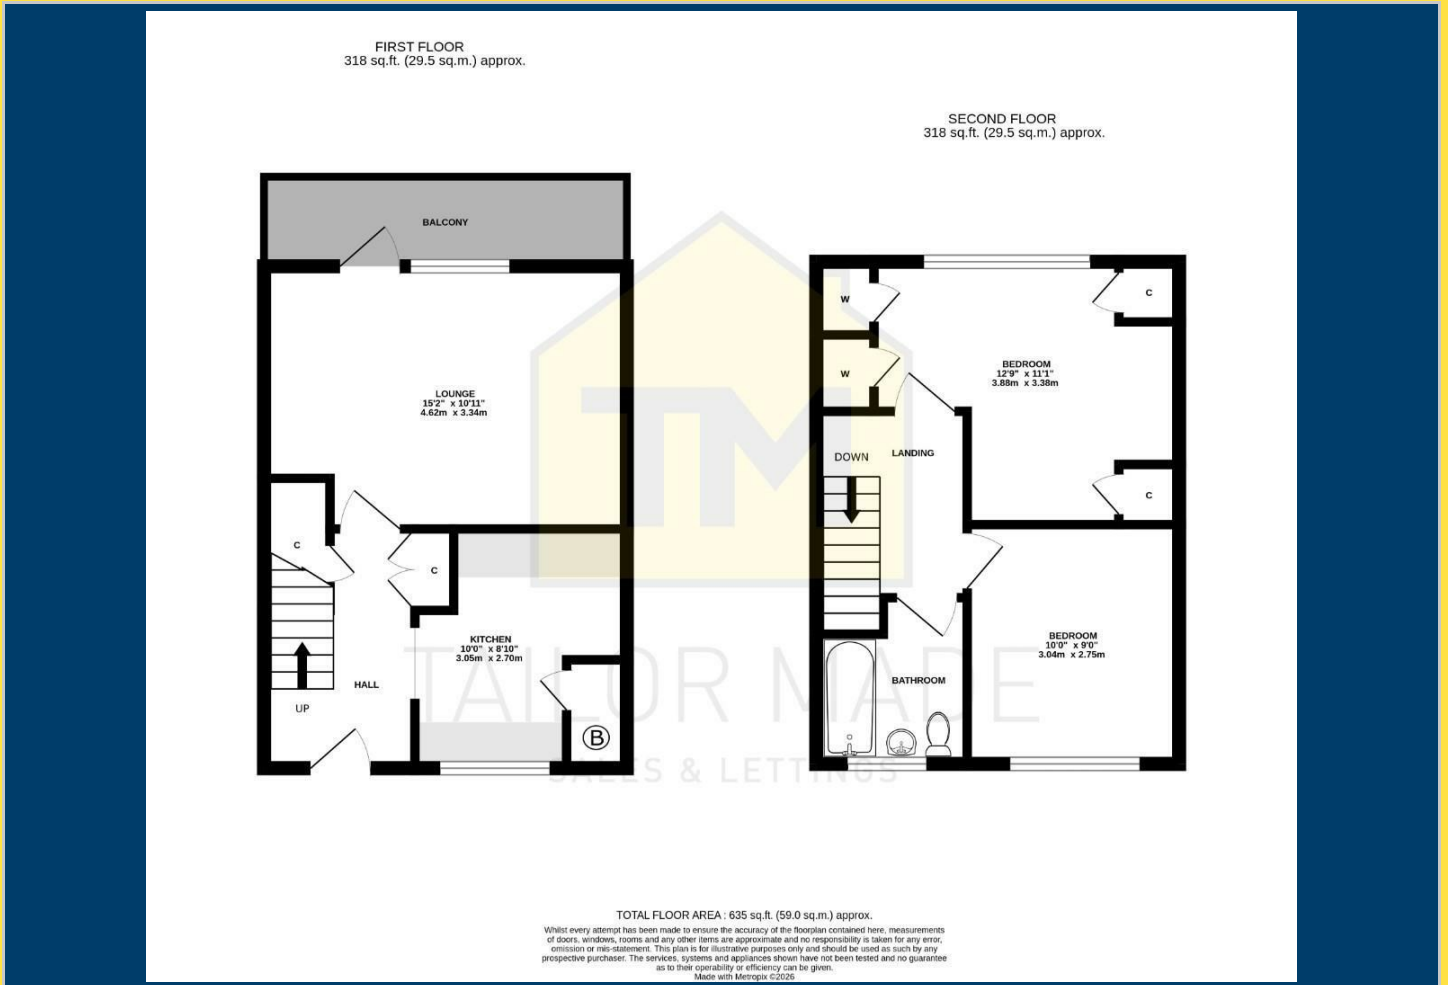 FIRST FLOOR
318 sq.ft. (29.5 sq.m.) approx.
SECOND FLOOR
318 sq.ft. (29.5 sq.m.) approx.
BALCONY
LOUNGE
15'2" x 10'11"
4.62m x 3.34m
C
C
KITCHEN
10'0" x 8'10"
3.05m x 2.70m
HALL
UP
B
W
C
W
BEDROOM
12'9" x 11'1"
3.88m x 3.38m
DOWN
LANDING
C
BEDROOM
10'0" x 9'0"
3.04m x 2.75m
BATHROOM
TM
TAILOR MADE
SALES & LETTINGS
TOTAL FLOOR AREA : 635 sq.ft. (59.0 sq.m.) approx.
Whilst every attempt has been made to ensure the accuracy of the floorplan contained here, measurements
of doors, windows, rooms and any other items are approximate and no responsibility is taken for any error,
omission or mis-statement. This plan is for illustrative purposes only and should be used as such by any
prospective purchaser. The services, systems and appliances shown have not been tested and no guarantee
as to their operability or efficiency can be given.
Made with Metropix ©2026